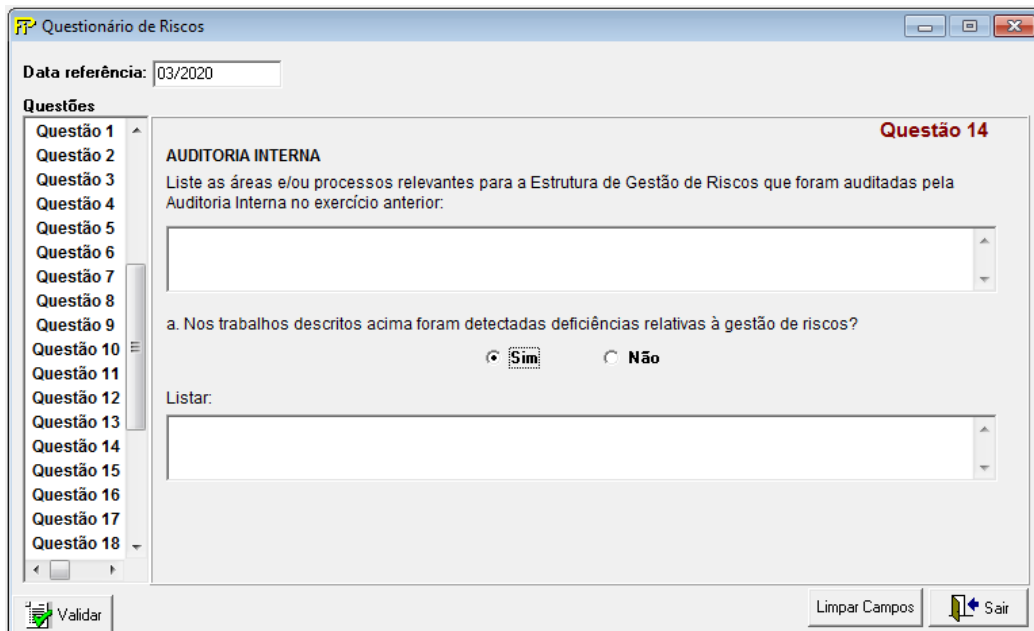 Questionário de Riscos
Data referência: 03/2020
Questões
Questão 1
Questão 2
Questão 3
Questão 4
Questão 5
Questão 6
Questão 7
Questão 8
Questão 9
Questão 10
Questão 11
Questão 12
Questão 13
Questão 14
Questão 15
Questão 16
Questão 17
Questão 18
Questão 14
AUDITORIA INTERNA
Liste as áreas e/ou processos relevantes para a Estrutura de Gestão de Riscos que foram auditadas pela
Auditoria Interna no exercício anterior:
a. Nos trabalhos descritos acima foram detectadas deficiências relativas à gestão de riscos?
Sim Não
Listar:
Validar Limpar Campos Sair